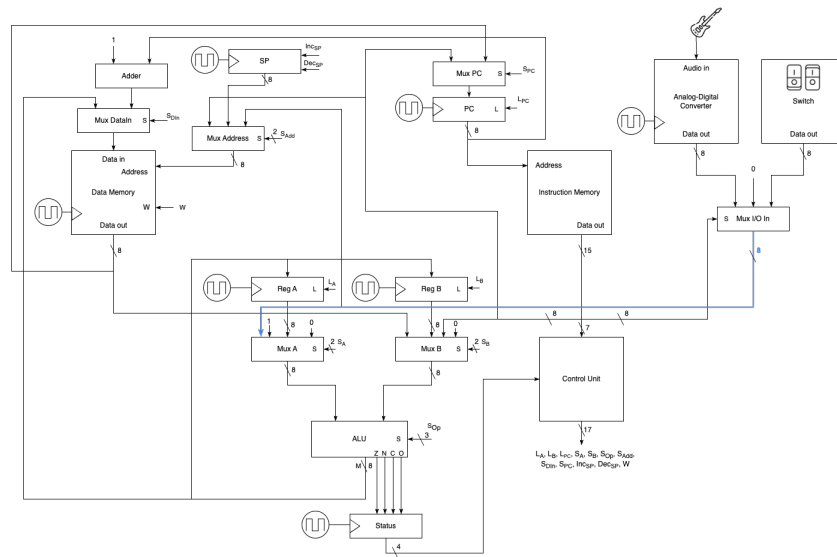 1
Inc_SP
SP
Dec_SP
8
Adder
Mux PC S
S_PC
Audio in
Analog-Digital
Converter
Data out
Switch
Data out
Mux DataIn S
S_DIn
PC L
L_PC
8
Mux Address S
2 S_Add
8
8
8
0
Data in
Address
Data Memory
W
W
Data out
8
Address
Instruction Memory
Data out
15
S Mux I/O In
8
Reg A L
L_A
Reg B L
L_B
8
1
0
8
0
8
7
8
Mux A S
2 S_A
Mux B S
2 S_B
8
8
Control Unit
17
ALU S
S_Op
3
Z N C O
M 8
L_A, L_B, L_PC, S_A, S_B, S_Op, S_Add,
S_DIn, S_PC, Inc_SP, Dec_SP, W
Status
4